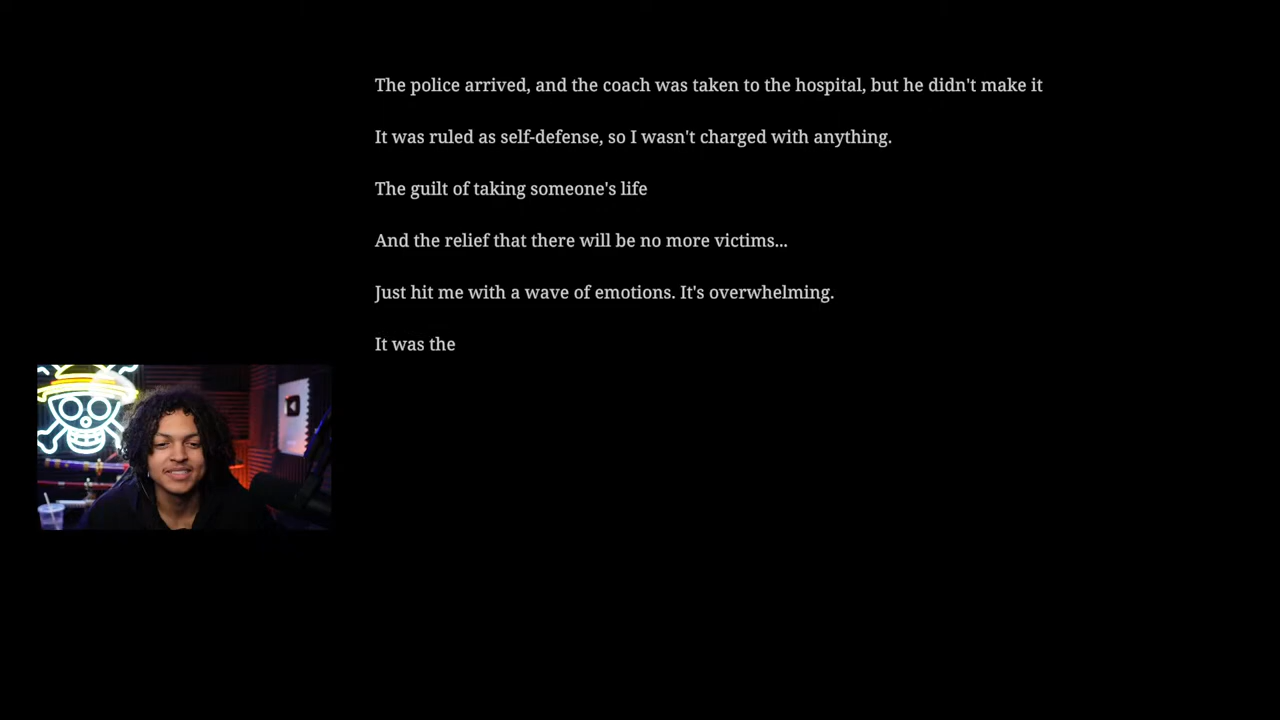 The police arrived, and the coach was taken to the hospital, but he didn't make it
It was ruled as self-defense, so I wasn't charged with anything.
The guilt of taking someone's life
And the relief that there will be no more victims...
Just hit me with a wave of emotions. It's overwhelming.
It was the